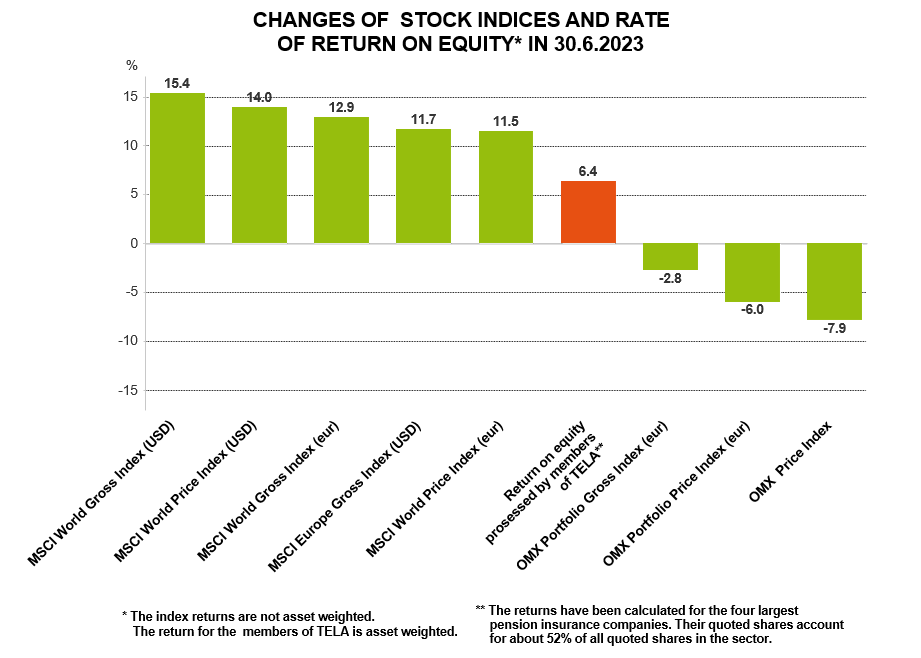 CHANGES OF  STOCK INDICES AND RATE
OF RETURN ON EQUITY* IN 30.6.2023
%
15.4
14.0
12.9
11.7
11.5
6.4
-2.8
-6.0
-7.9
15
10
5
0
-5
-10
-15
MSCI World Gross Index (USD)
MSCI World Price Index (USD)
MSCI World Gross Index (eur)
MSCI Europe Gross Index (USD)
MSCI World Price Index (eur)
Return on equity
prosessed by members
of TELA**
OMX Portfolio Gross Index (eur)
OMX Portfolio Price Index (eur)
OMX  Price Index
* The index returns are not asset weighted.
The return for the  members of TELA is asset weighted.
** The returns have been calculated for the four largest
pension insurance companies. Their quoted shares account
for about 52% of all quoted shares in the sector.